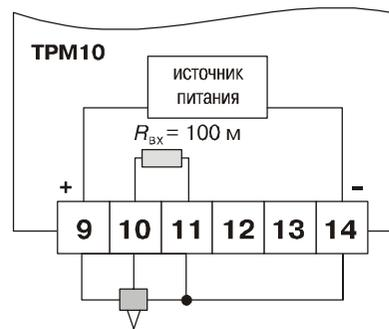 ТРМ10
источник
питания
Rвх = 100 м
+ −
9 10 11 12 13 14